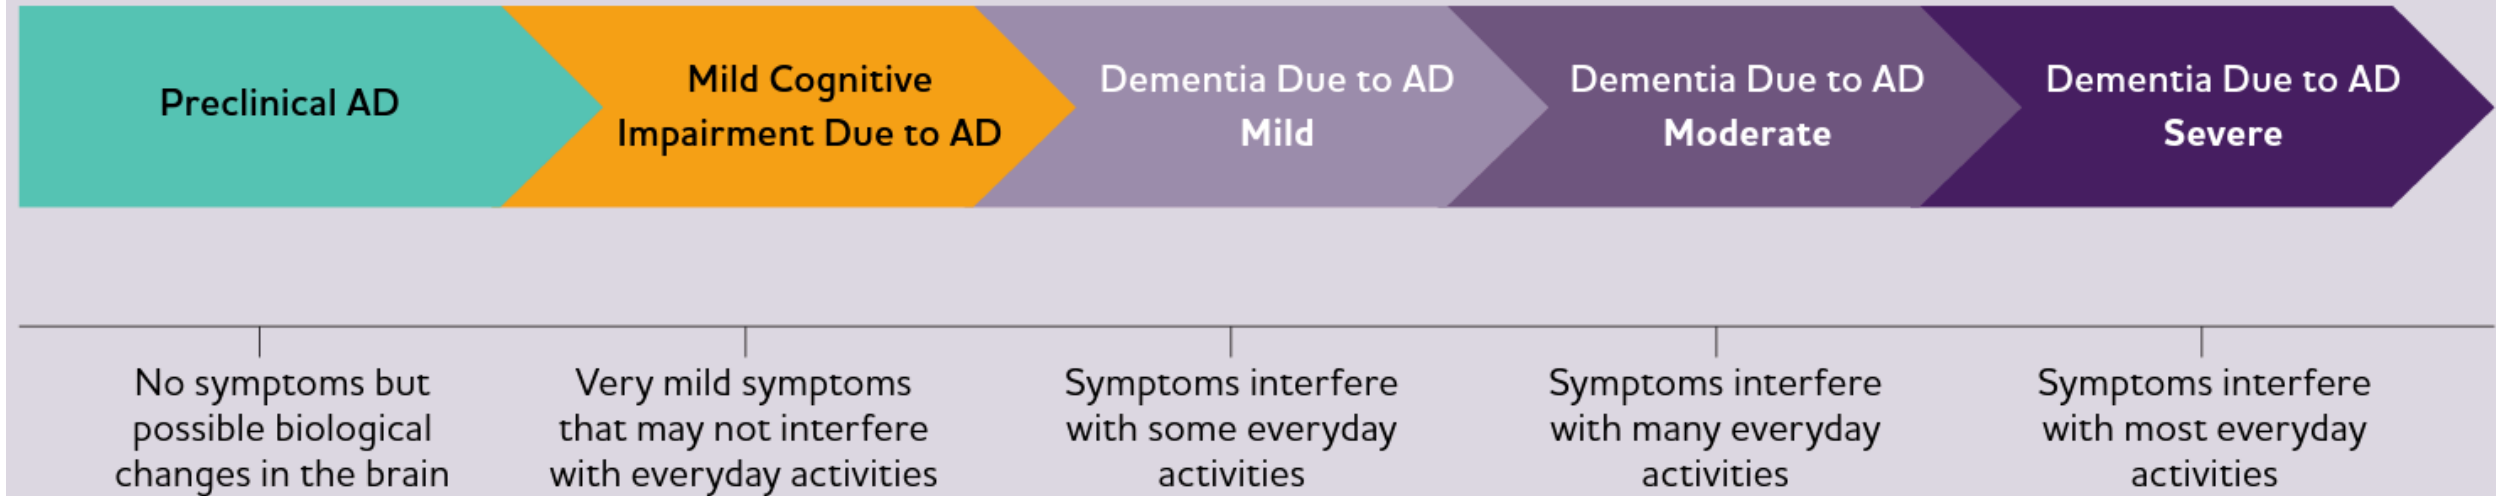 Preclinical AD
Mild Cognitive
Impairment Due to AD
Dementia Due to AD
Mild
Dementia Due to AD
Moderate
Dementia Due to AD
Severe
No symptoms but
possible biological
changes in the brain
Very mild symptoms
that may not interfere
with everyday activities
Symptoms interfere
with some everyday
activities
Symptoms interfere
with many everyday
activities
Symptoms interfere
with most everyday
activities